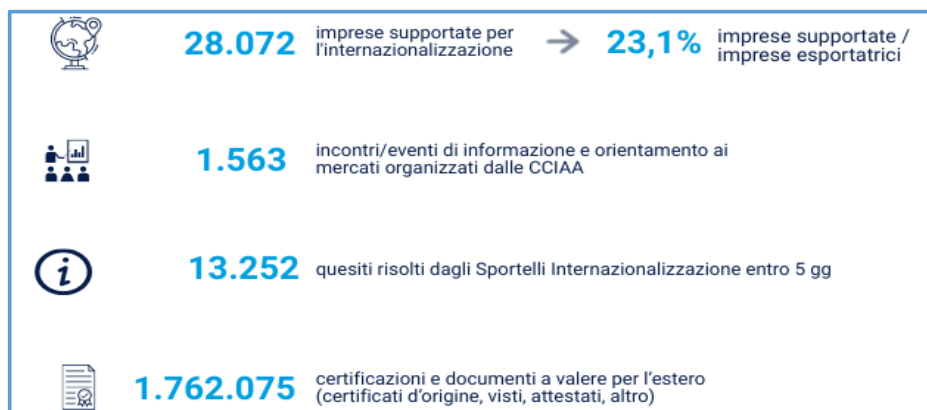 28.072 imprese supportate per
l'internazionalizzazione
23,1% imprese supportate /
imprese esportatrici
1.563 incontri/eventi di informazione e orientamento ai
mercati organizzati dalle CCIAA
i
13.252 quesiti risolti dagli Sportelli Internazionalizzazione entro 5 gg
1.762.075 certificazioni e documenti a valere per l’estero
(certificati d’origine, visti, attestati, altro)